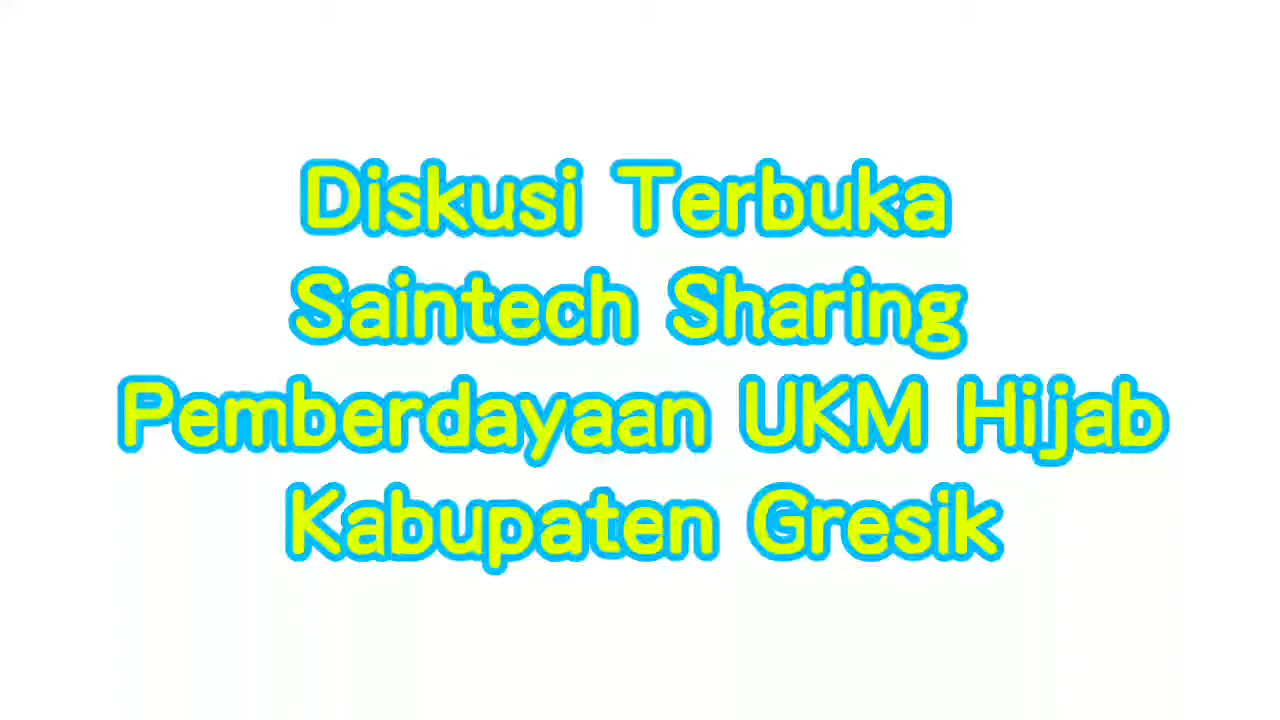 Diskusi Terbuka
Saintech Sharing
Pemberdayaan UKM Hijab
Kabupaten Gresik